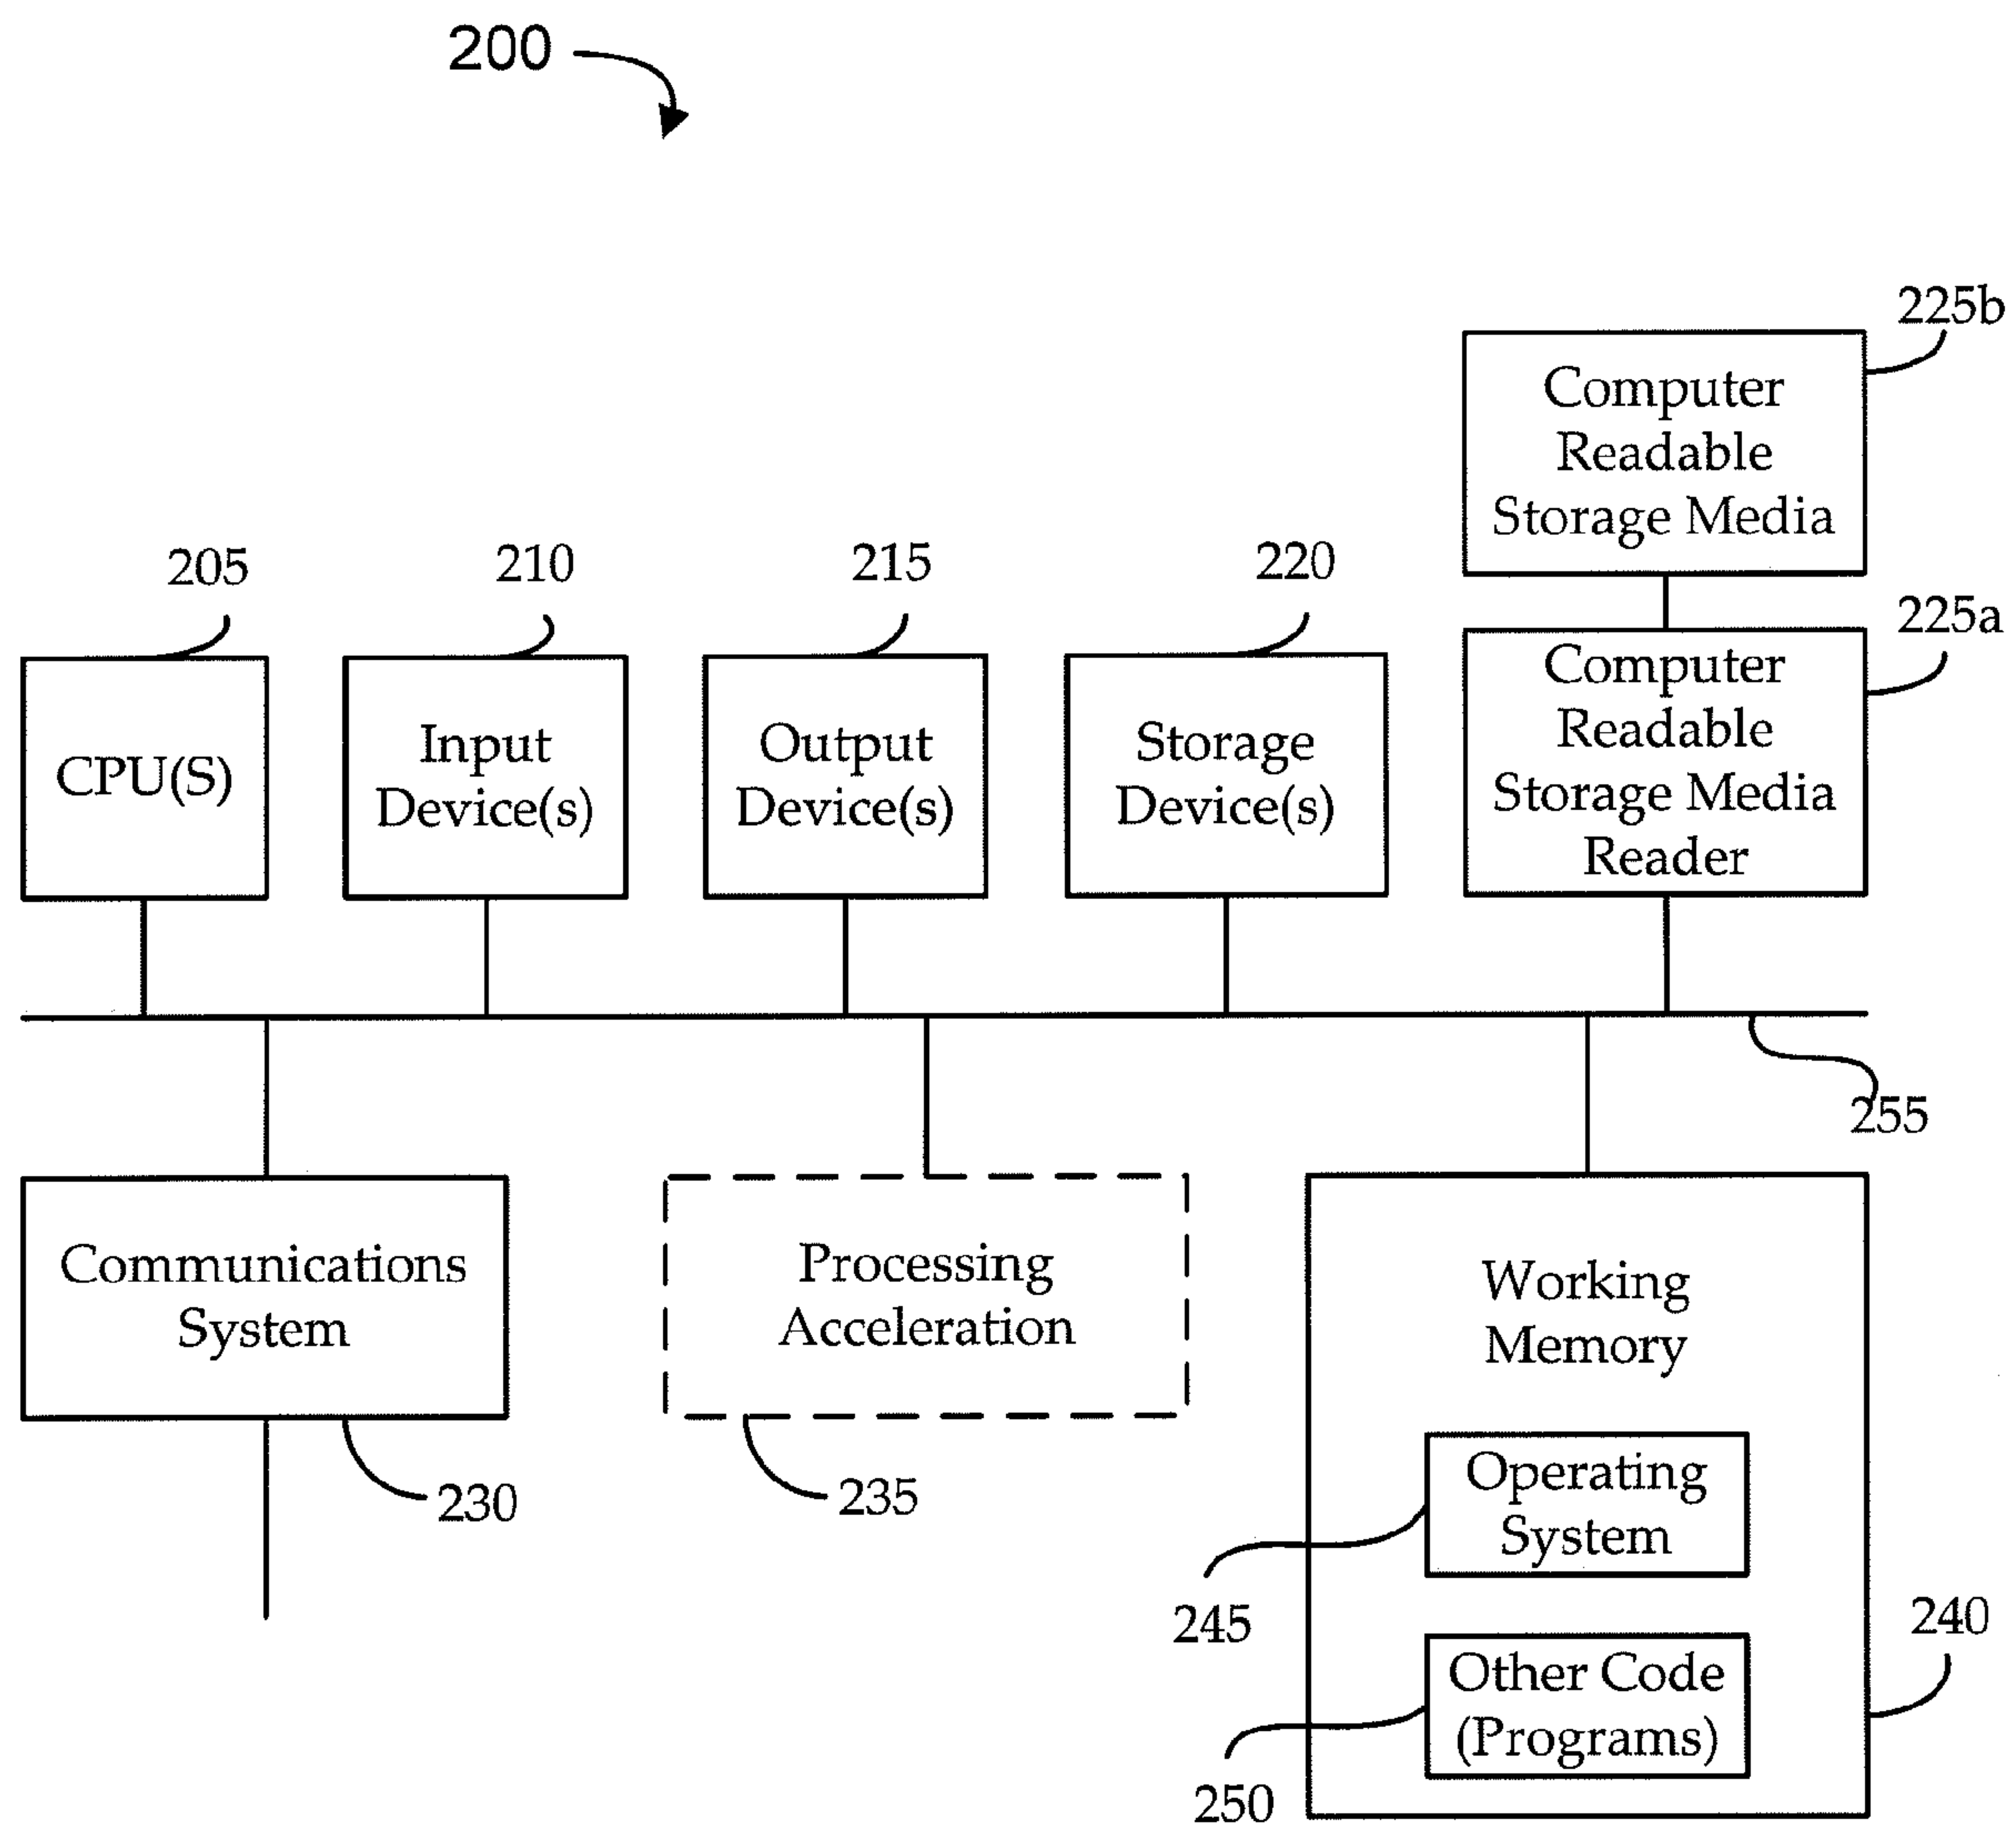 200
225b
Computer
Readable
Storage Media
205
210
215
220
225a
CPU(S)
Input
Device(s)
Output
Device(s)
Storage
Device(s)
Computer
Readable
Storage Media
Reader
255
Communications
System
230
Processing
Acceleration
235
Working
Memory
Operating
System
245
240
Other Code
(Programs)
250